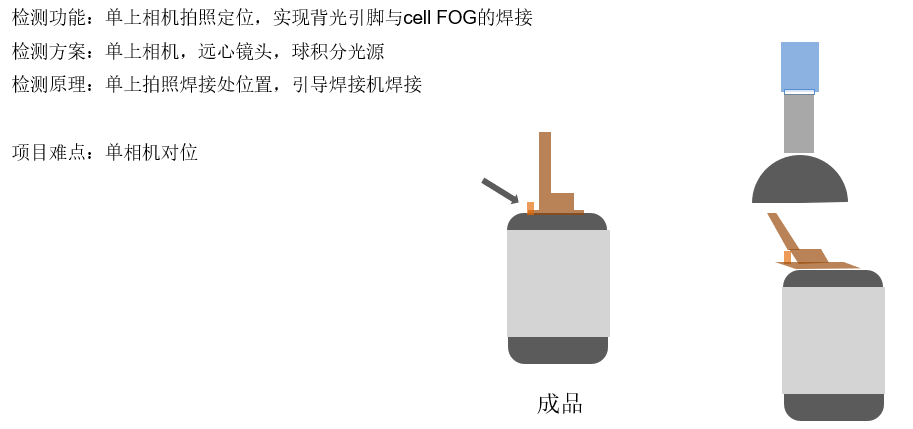 检测功能：单上相机拍照定位，实现背光引脚与cell FOG的焊接
检测方案：单上相机，远心镜头，球积分光源
检测原理：单上拍照焊接处位置，引导焊接机焊接
项目难点：单相机对位
成品